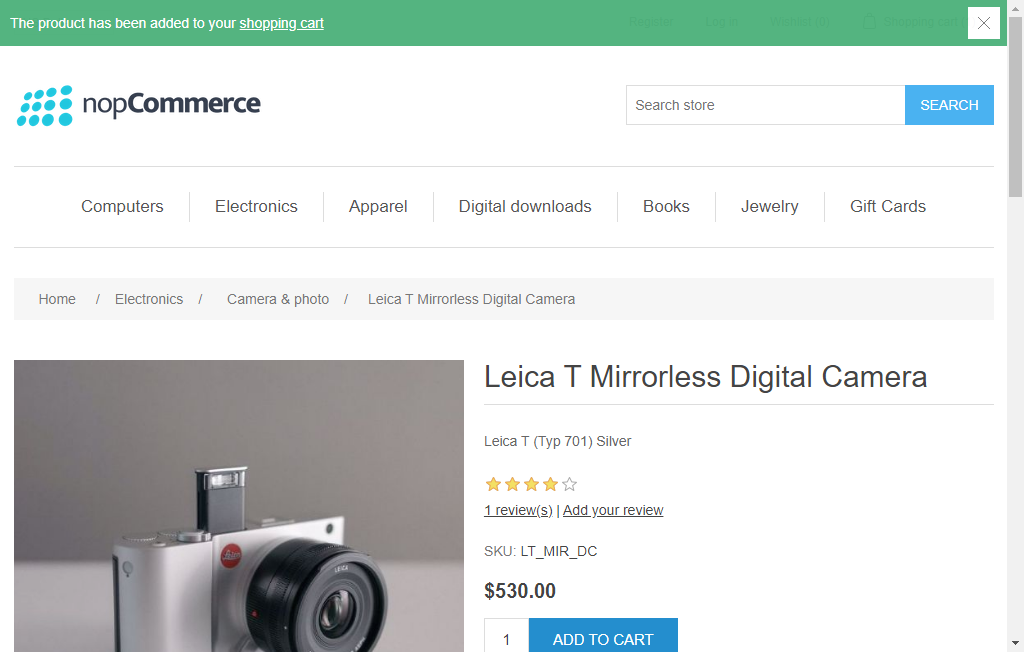 The product has been added to your shopping cart
Register Log in Wishlist (0) Shopping cart
nopCommerce
Search store
SEARCH
Computers
Electronics
Apparel
Digital downloads
Books
Jewelry
Gift Cards
Home / Electronics / Camera & photo / Leica T Mirrorless Digital Camera
Leica T Mirrorless Digital Camera
Leica T (Typ 701) Silver
1 review(s) | Add your review
SKU: LT_MIR_DC
$530.00
1
ADD TO CART
Leica
LEICA